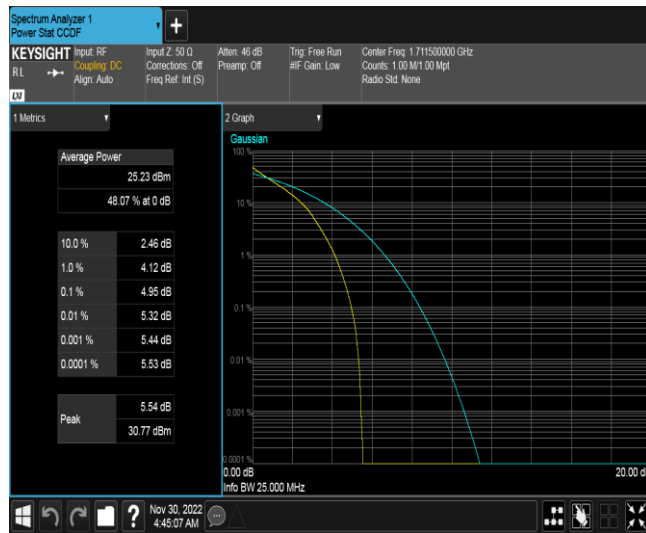 Spectrum Analyzer 1
Power Stat CCDF
KEYSIGHT
RL
LXI
Input: RF
Coupling: DC
Align: Auto
Input Z: 50 Ω
Corrections: Off
Freq Ref: Int (S)
Atten: 46 dB
Preamp: Off
Trig: Free Run
#IF Gain: Low
Center Freq: 1.711500000 GHz
Counts: 1.00 M/1.00 Mpt
Radio Std: None
1 Metrics
Average Power
25.23 dBm
48.07 % at 0 dB
10.0 % 2.46 dB
1.0 % 4.12 dB
0.1 % 4.95 dB
0.01 % 5.32 dB
0.001 % 5.44 dB
0.0001 % 5.53 dB
Peak
5.54 dB
30.77 dBm
2 Graph
Gaussian
100 %
10 %
1 %
0.1 %
0.01 %
0.001 %
0.0001 %
0.00 dB
20.00 d
Info BW 25.000 MHz
?
Nov 30, 2022
4:45:07 AM